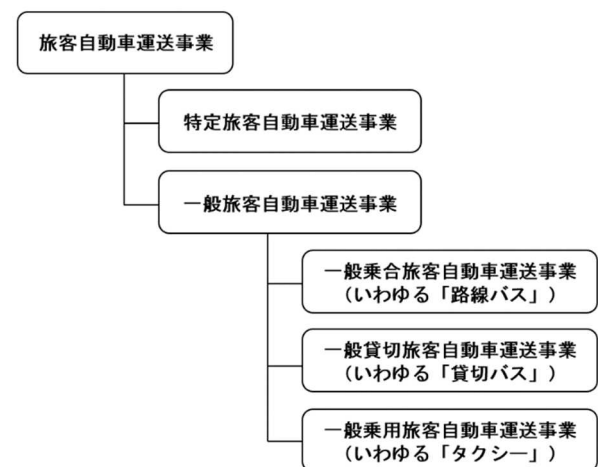 旅客自動車運送事業
特定旅客自動車運送事業
一般旅客自動車運送事業
一般乗合旅客自動車運送事業
（いわゆる「路線バス」）
一般貸切旅客自動車運送事業
（いわゆる「貸切バス」）
一般乗用旅客自動車運送事業
（いわゆる「タクシー」）